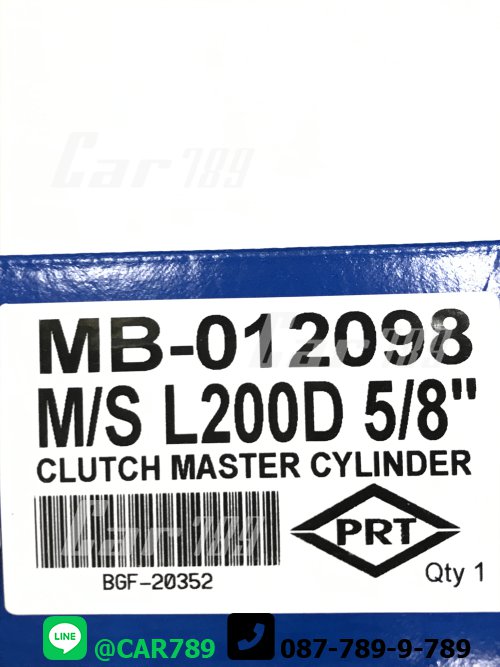 Car789
MB-012098
M/S L200D 5/8"
CLUTCH MASTER CYLINDER
PRT
BGF-20352
Qty 1
LINE
@CAR789
087-789-9-789